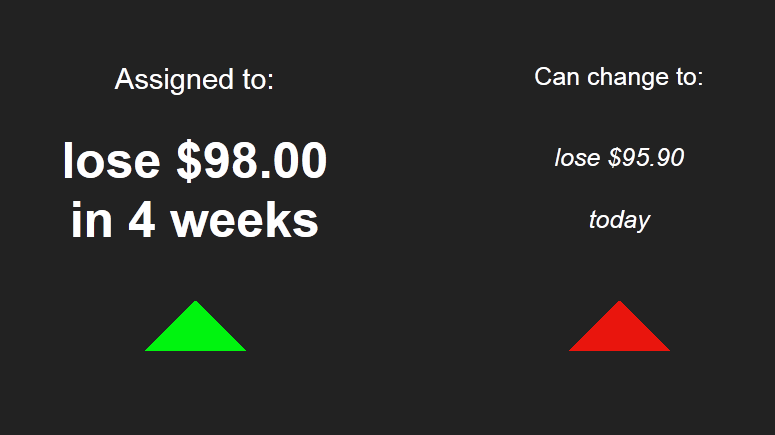 Assigned to:
lose $98.00
in 4 weeks
Can change to:
lose $95.90
today